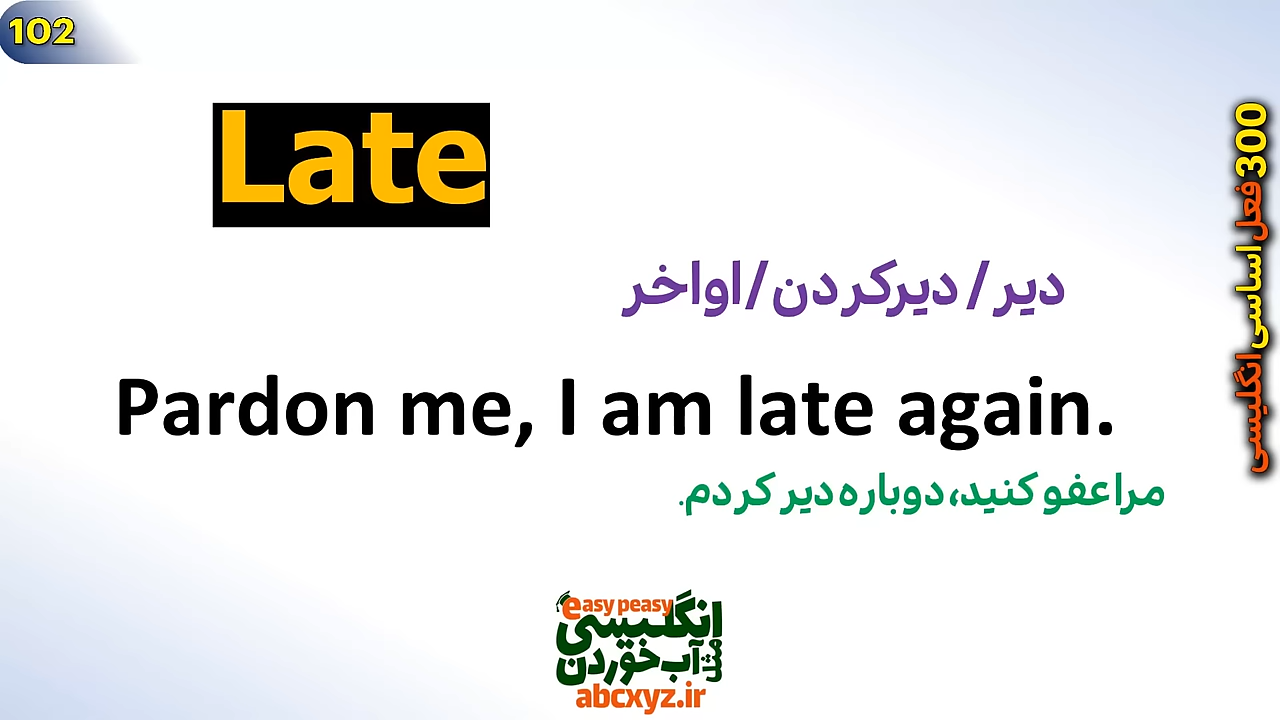 102
Late
دیر / دیرکردن/اواخر
Pardon me, I am late again.
مرا عفو کنید، دوباره دیر کردم.
300 فعل اساسی انگلیسی
easy peasy
انگلیسی
مثل آب خوردن
abcxyz.ir